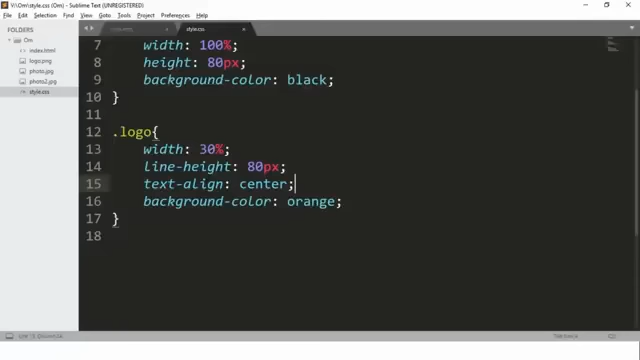 V:\Om\style.css (Om) - Sublime Text (UNREGISTERED)
File Edit Selection Find View Goto Tools Project Preferences Help
FOLDERS
style.css
Om
index.html
logo.png
photo.jpg
photo2.jpg
style.css
7 width: 100%;
8 height: 80px;
9 background-color: black;
10 }
11
12 .logo{
13 width: 30%;
14 line-height: 80px;
15 text-align: center;
16 background-color: orange;
17 }
18